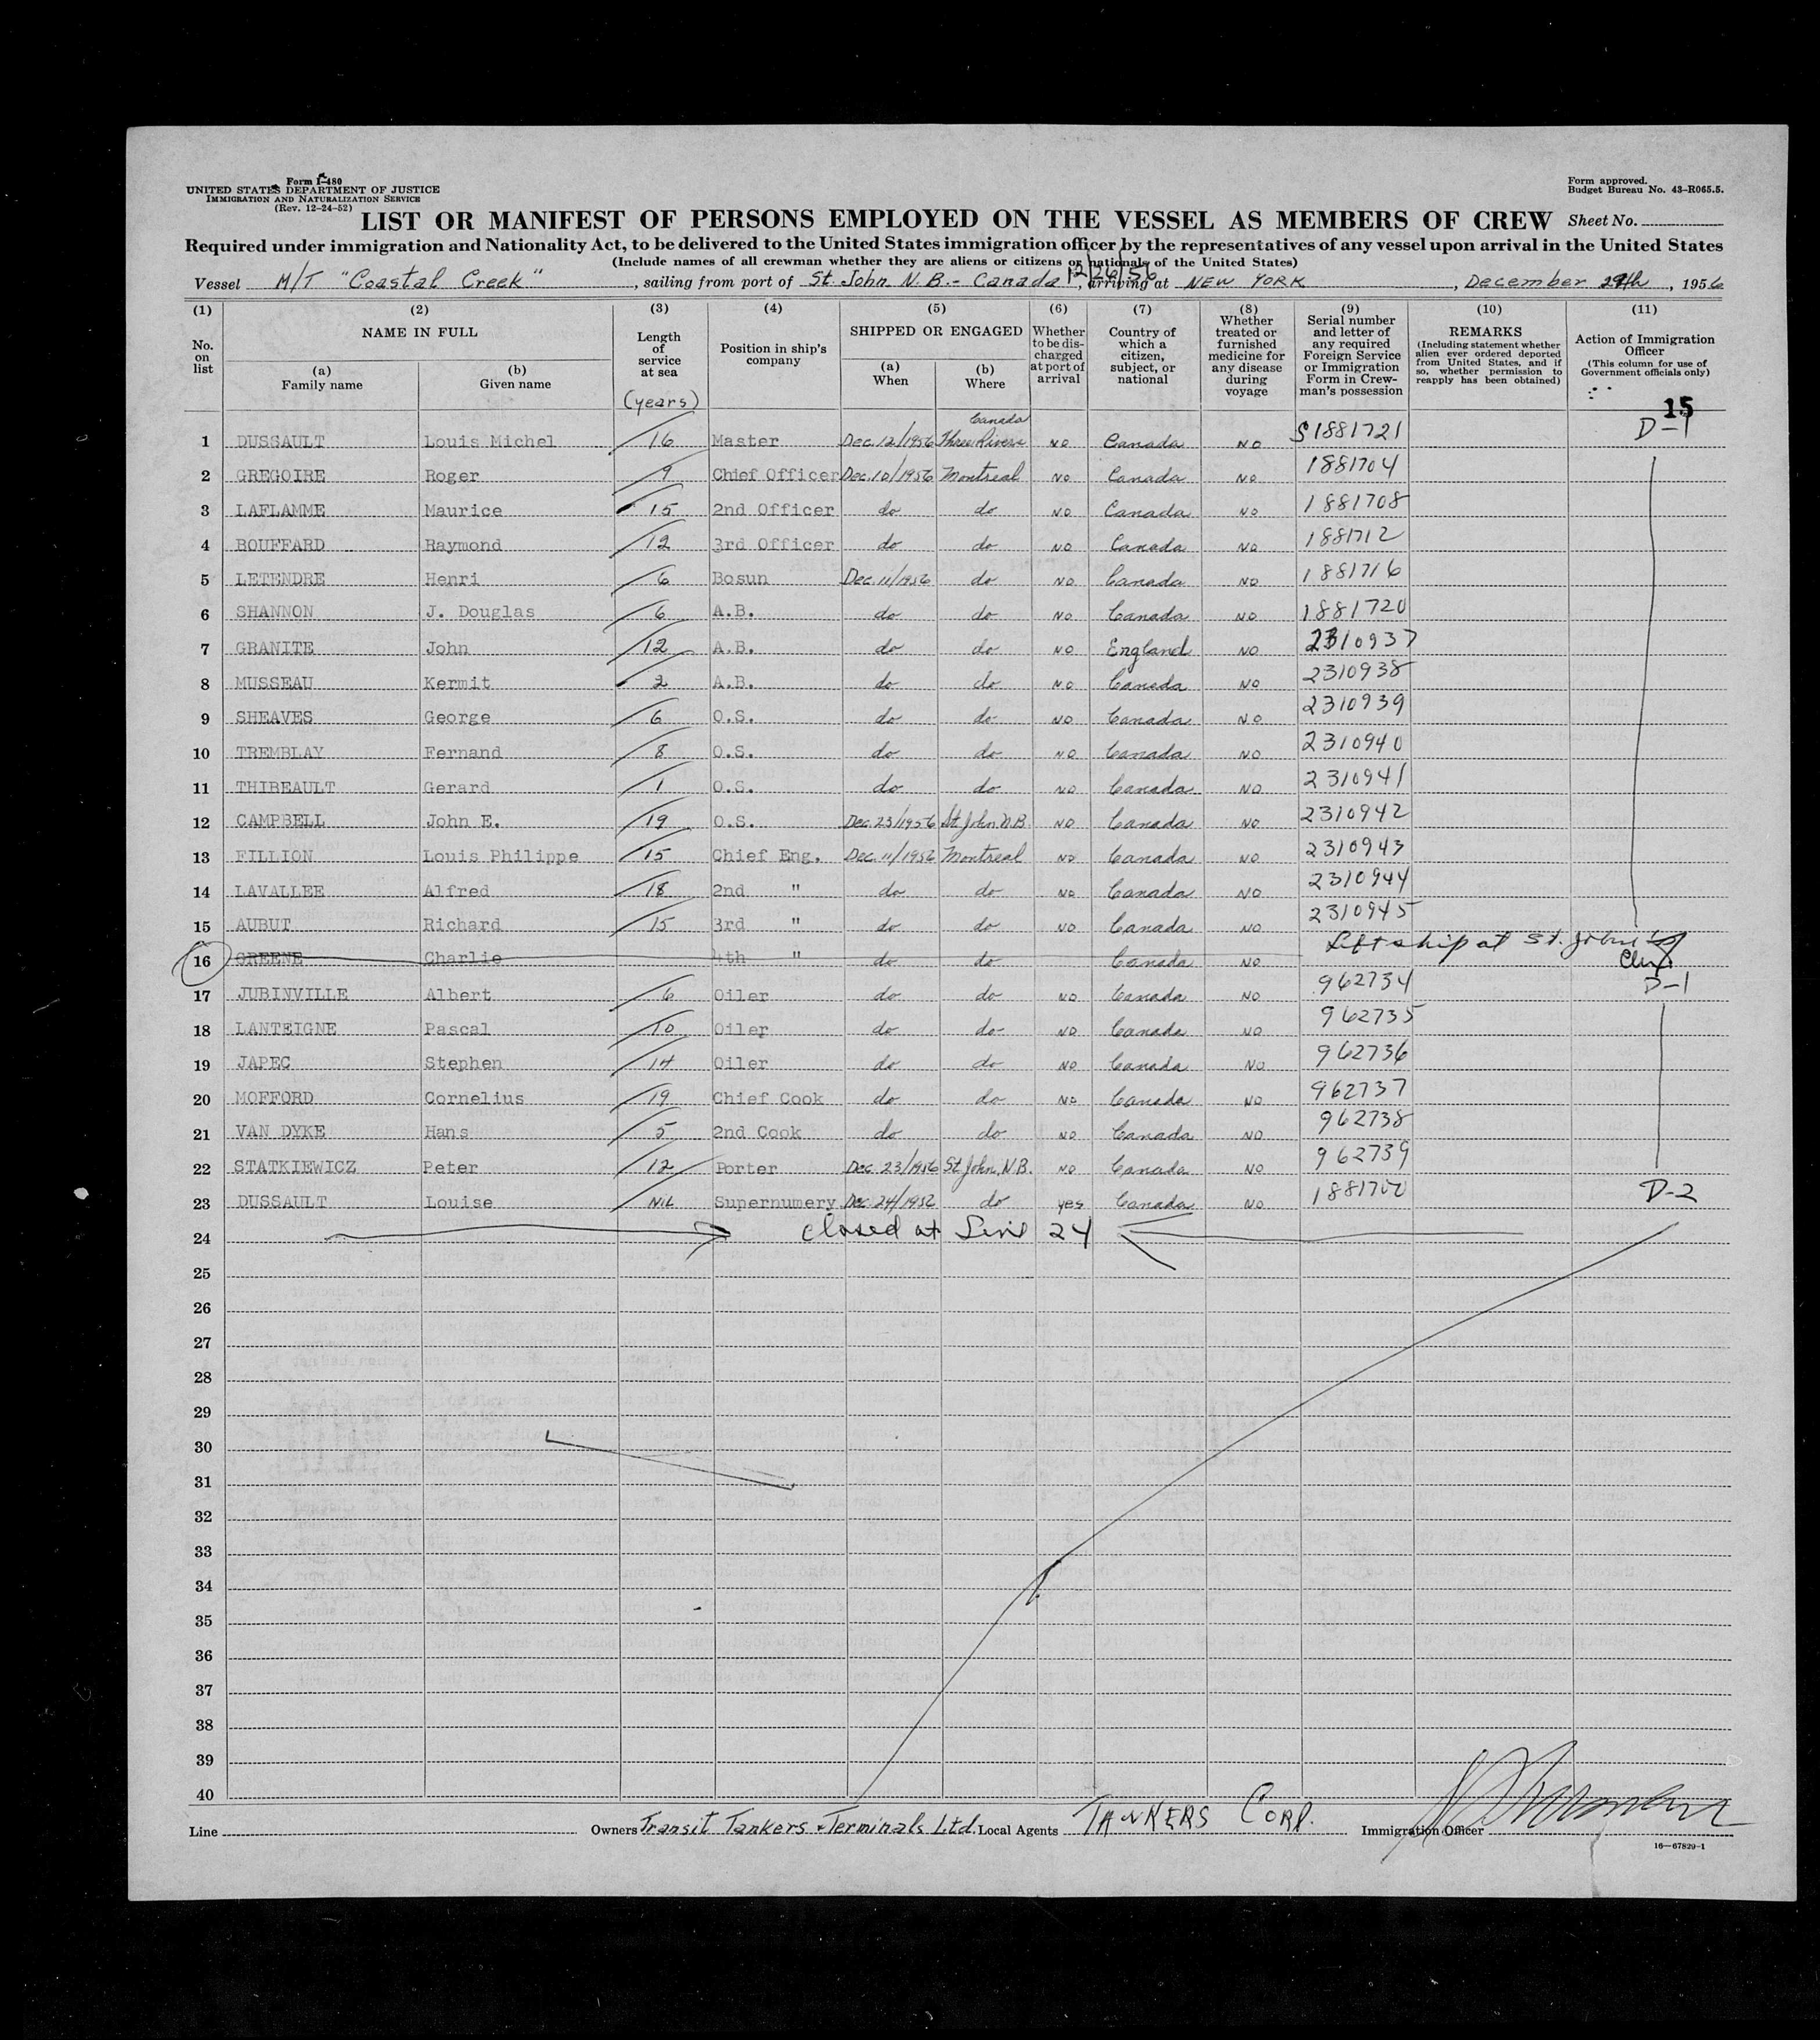 Form I-480
UNITED STATES DEPARTMENT OF JUSTICE
IMMIGRATION AND NATURALIZATION SERVICE
(Rev. 12-24-52)
Form approved.
Budget Bureau No. 43-R065.5.
LIST OR MANIFEST OF PERSONS EMPLOYED ON THE VESSEL AS MEMBERS OF CREW Sheet No.
Required under immigration and Nationality Act, to be delivered to the United States immigration officer by the representatives of any vessel upon arrival in the United States
(Include names of all crewman whether they are aliens or citizens or nationals of the United States)
12/26/56
Vessel M/T "Coastal Creek", sailing from port of St. John N.B. - Canada, arriving at NEW YORK, December 29th, 1956
(1) No. on list
(2) NAME IN FULL
(a) Family name
(b) Given name
(3) Length of service at sea
(years)
(4) Position in ship's company
(5) SHIPPED OR ENGAGED
(a) When
(b) Where
(6) Whether to be discharged at port of arrival
(7) Country of which a citizen, subject, or national
(8) Whether treated or furnished medicine for any disease during voyage
(9) Serial number and letter of any required Foreign Service or Immigration Form in Crewman's possession
(10) REMARKS
(Including statement whether alien ever ordered deported from United States, and if so, whether permission to reapply has been obtained)
(11) Action of Immigration Officer
(This column for use of Government officials only)
15
1 DUSSAULT Louis Michel 16 Master Dec. 12/1956 Three Rivers Canada NO Canada NO S1881721 D-1
2 GREGOIRE Roger 9 Chief Officer Dec. 10/1956 Montreal NO Canada NO 1881704
3 LAFLAMME Maurice 15 2nd Officer do do NO Canada NO 1881708
4 BOUFFARD Raymond 12 3rd Officer do do NO Canada NO 1881712
5 LETENDRE Henri 6 Bosun Dec. 11/1956 do NO Canada NO 1881716
6 SHANNON J. Douglas 6 A.B. do do NO Canada NO 1881720
7 GRANITE John 12 A.B. do do NO England NO 2310937
8 MUSSEAU Kermit 2 A.B. do do NO Canada NO 2310938
9 SHEAVES George 6 O.S. do do NO Canada NO 2310939
10 TREMBLAY Fernand 8 O.S. do do NO Canada NO 2310940
11 THIBEAULT Gerard 1 O.S. do do NO Canada NO 2310941
12 CAMPBELL John E. 19 O.S. Dec. 23/1956 St. John N.B. NO Canada NO 2310942
13 FILLION Louis Philippe 15 Chief Eng. Dec. 11/1956 Montreal NO Canada NO 2310943
14 LAVALLEE Alfred 18 2nd " do do NO Canada NO 2310944
15 AUBUT Richard 15 3rd " do do NO Canada NO 2310945
16 GREENE Charlie 4th " do do Canada NO Left ship at St. John
17 JUBINVILLE Albert 6 Oiler do do NO Canada NO 962734 D-1
18 LANTEIGNE Pascal 10 Oiler do do NO Canada NO 962735
19 JAPEC Stephen 14 Oiler do do NO Canada NO 962736
20 MOFFORD Cornelius 19 Chief Cook do do NO Canada NO 962737
21 VAN DYKE Hans 5 2nd Cook do do NO Canada NO 962738
22 STATKIEWICZ Peter 12 Porter Dec. 23/1956 St. John, N.B. NO Canada NO 962739
23 DUSSAULT Louise NIL Supernumery Dec. 24/1956 do yes Canada NO 1881700 D-2
24 closed at Line 24
25
26
27
28
29
30
31
32
33
34
35
36
37
38
39
40
Line Owners Transit Tankers & Terminals Ltd. Local Agents TANKERS CORP. Immigration Officer
16—67829-1